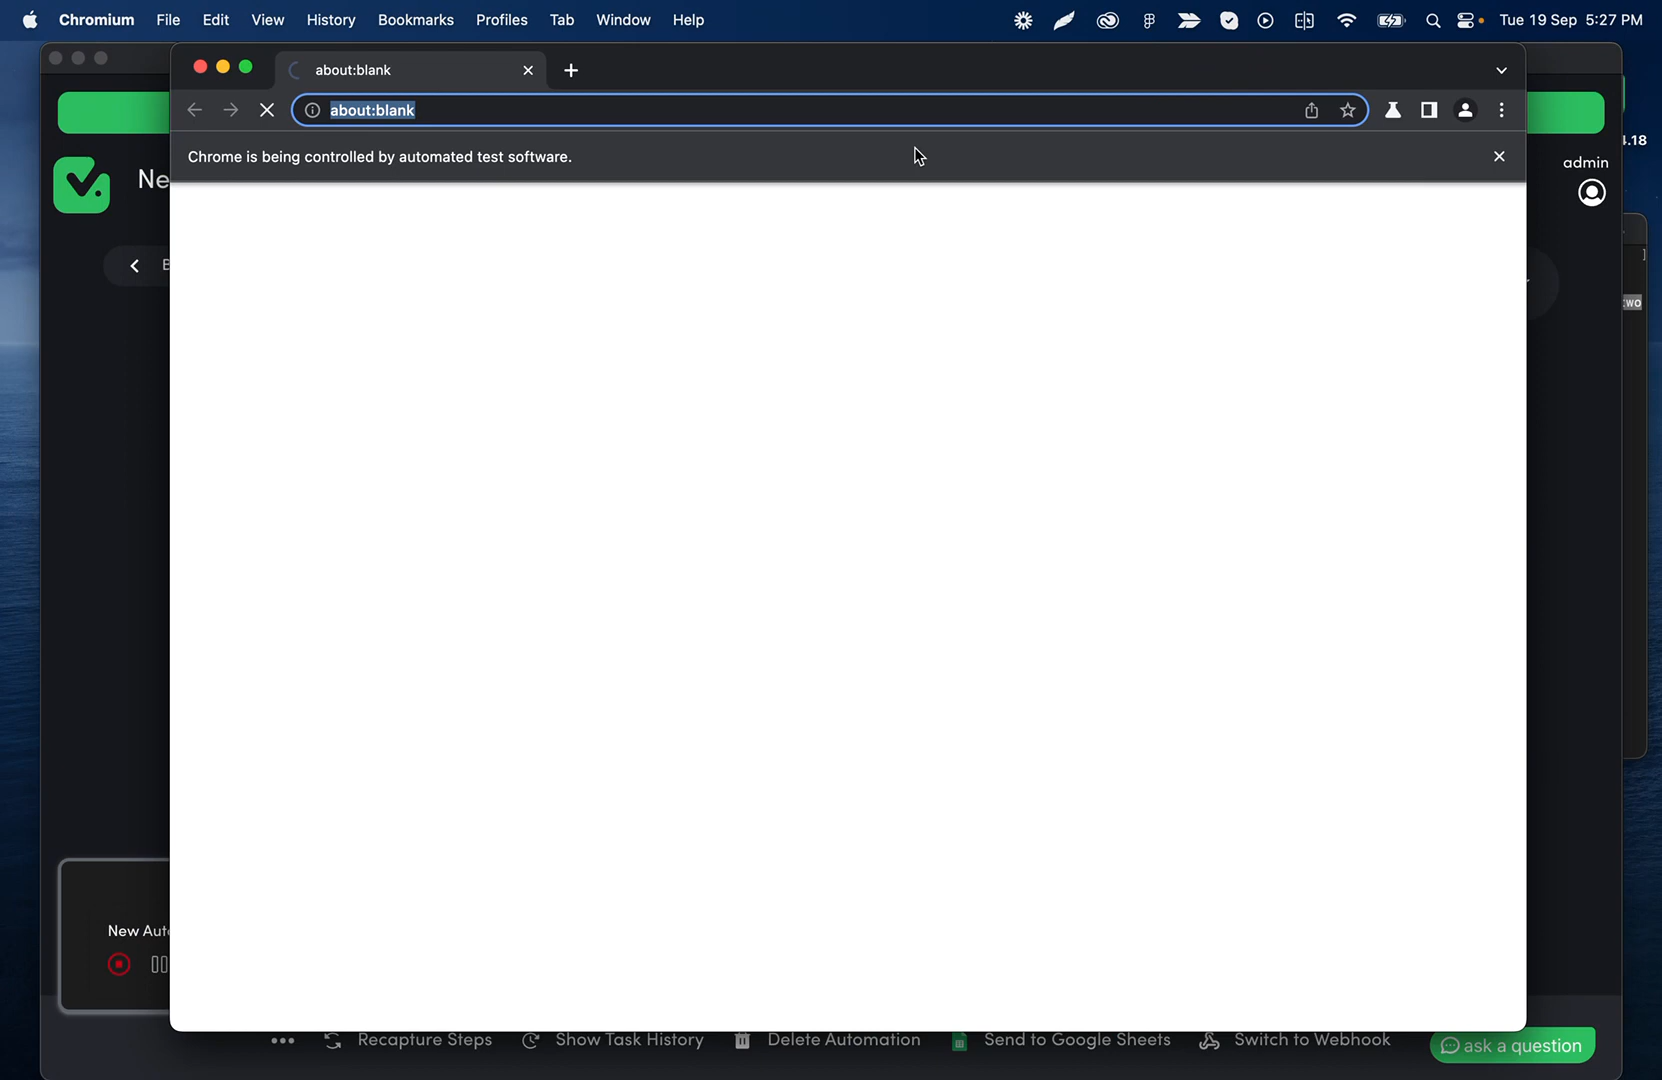 Chromium File Edit View History Bookmarks Profiles Tab Window Help Tue 19 Sep 5:27 PM
about:blank
about:blank
Chrome is being controlled by automated test software.
admin
New
Recapture Steps Show Task History Delete Automation Send to Google Sheets Switch to Webhook ask a question